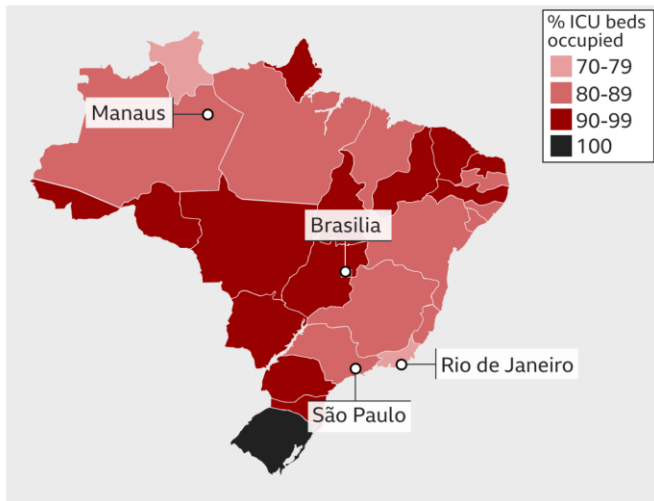 % ICU beds
occupied
70-79
80-89
90-99
100
Manaus
Brasilia
Rio de Janeiro
São Paulo